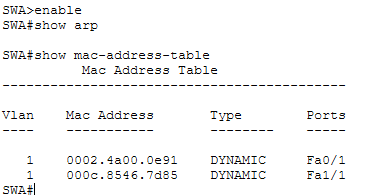 SWA>enable
SWA#show arp
SWA#show mac-address-table
Mac Address Table
-------------------------------------------
Vlan    Mac Address       Type        Ports
----    -----------       --------    -----
1    0002.4a00.0e91    DYNAMIC     Fa0/1
1    000c.8546.7d85    DYNAMIC     Fa1/1
SWA#